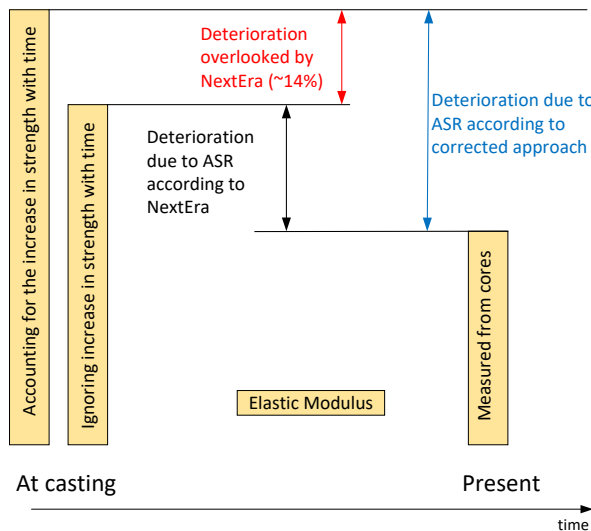 Accounting for the increase in strength with time
Ignoring increase in strength with time
Deterioration
overlooked by
NextEra (~14%)
Deterioration
due to ASR
according to
NextEra
Deterioration due to
ASR according to
corrected approach
Measured from cores
Elastic Modulus
At casting
Present
time